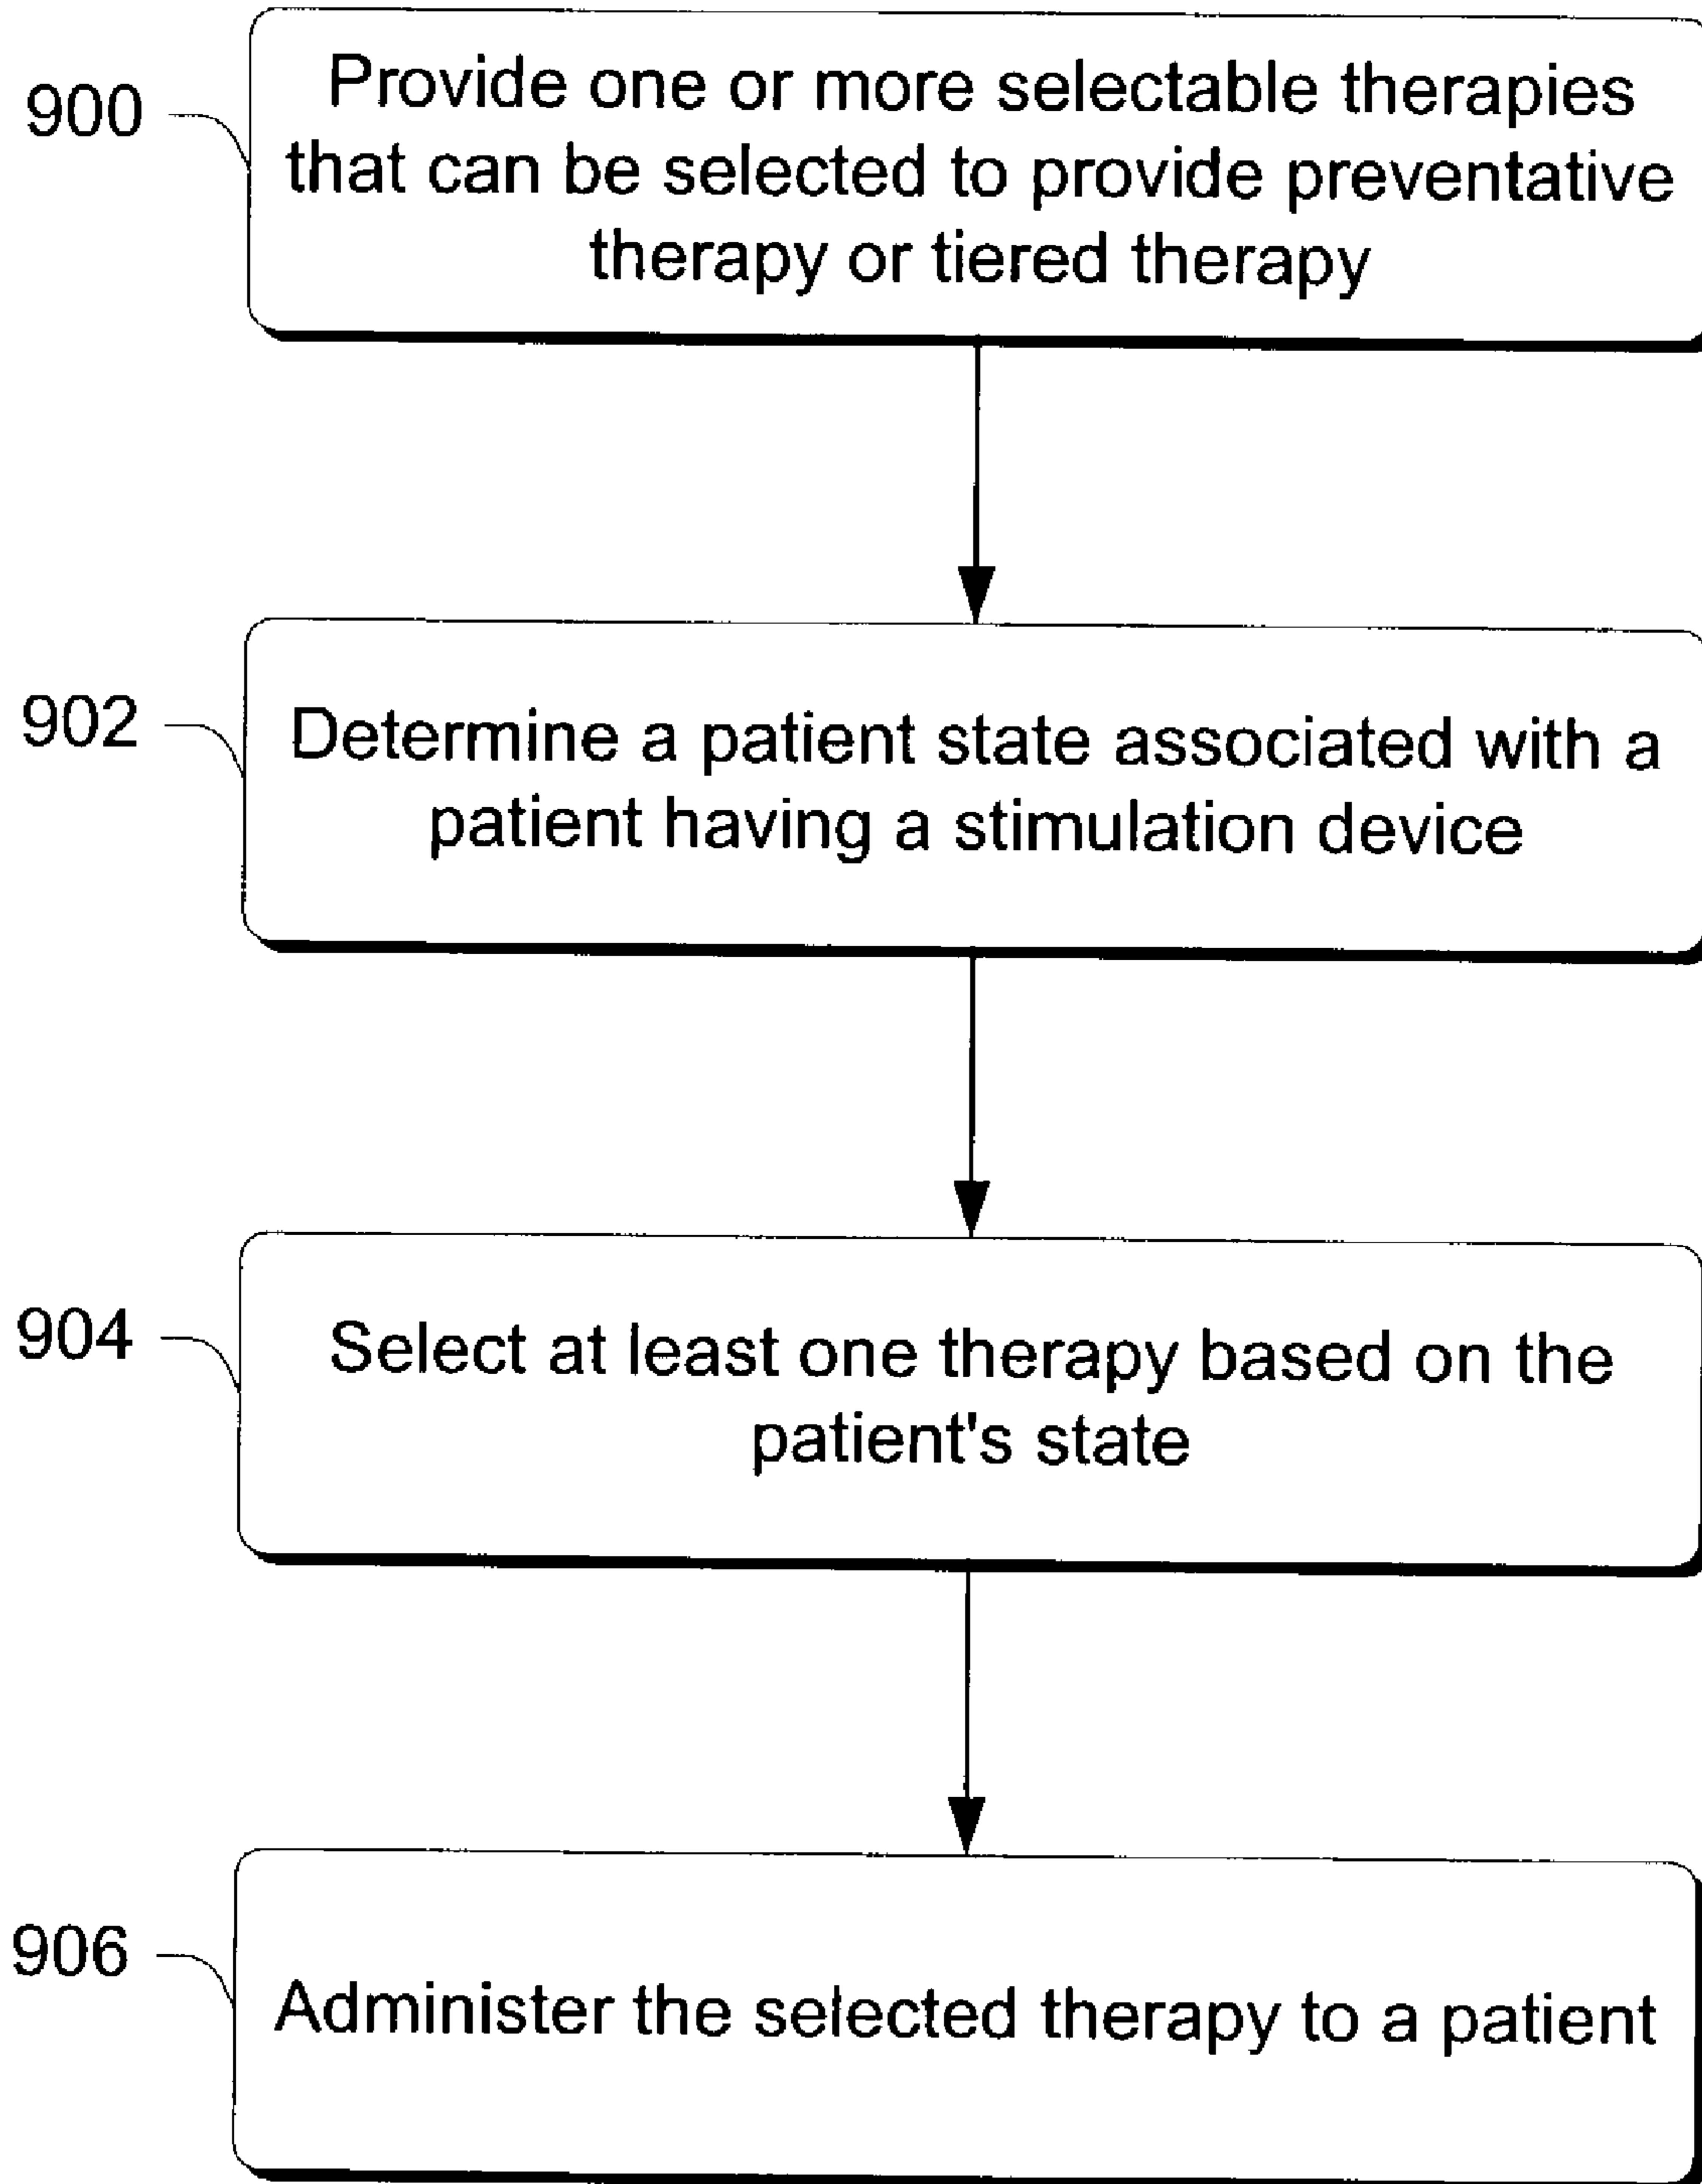 900
Provide one or more selectable therapies
that can be selected to provide preventative
therapy or tiered therapy
902
Determine a patient state associated with a
patient having a stimulation device
904
Select at least one therapy based on the
patient's state
906
Administer the selected therapy to a patient